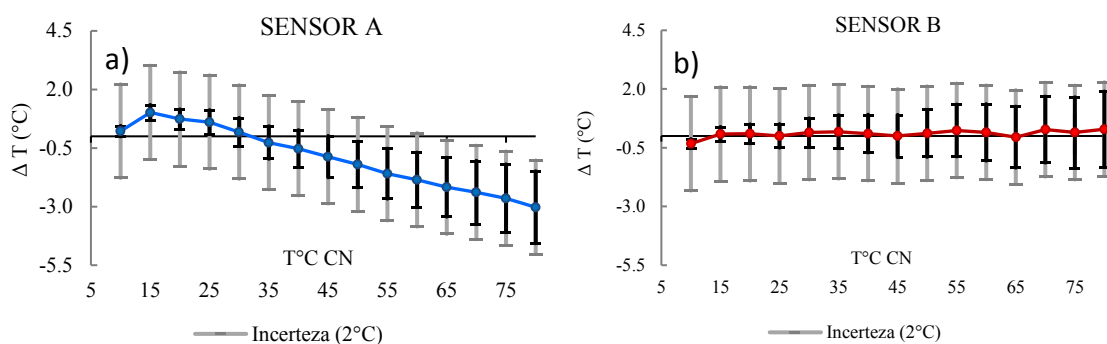 SENSOR A
a)
4.5
2.0
-0.5
-3.0
-5.5
Δ T (°C)
T°C CN
5 15 25 35 45 55 65 75
Incerteza (2°C)
SENSOR B
b)
4.5
2.0
-0.5
-3.0
-5.5
Δ T (°C)
T°C CN
5 15 25 35 45 55 65 75
Incerteza (2°C)